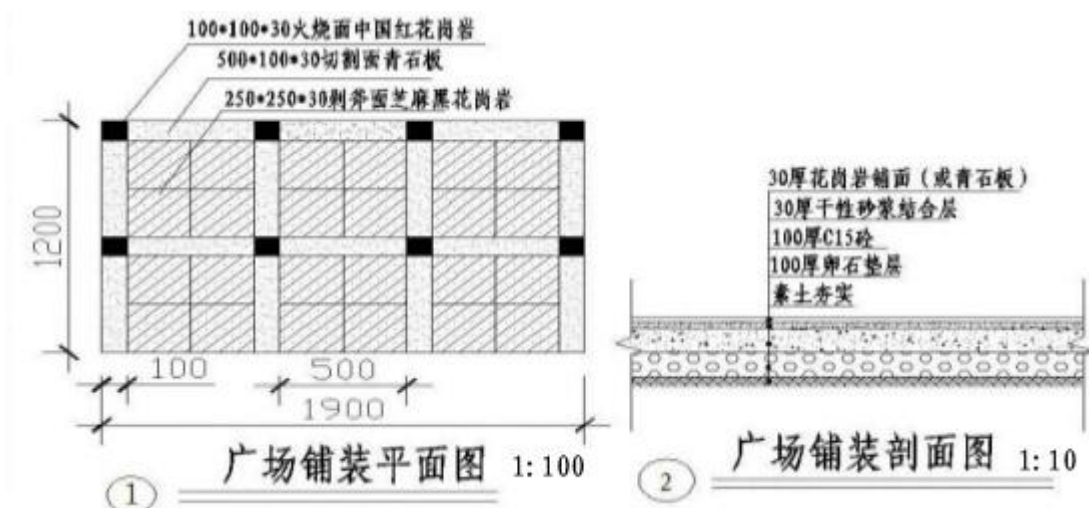 100*100*30火烧面中国红花岗岩
500*100*30切割面青石板
250*250*30剁斧面芝麻黑花岗岩
1200
100
500
1900
广场铺装平面图 1:100
1
30厚花岗岩铺面(或青石板)
30厚干性砂浆结合层
100厚C15砼
100厚卵石垫层
素土夯实
广场铺装剖面图 1:10
2